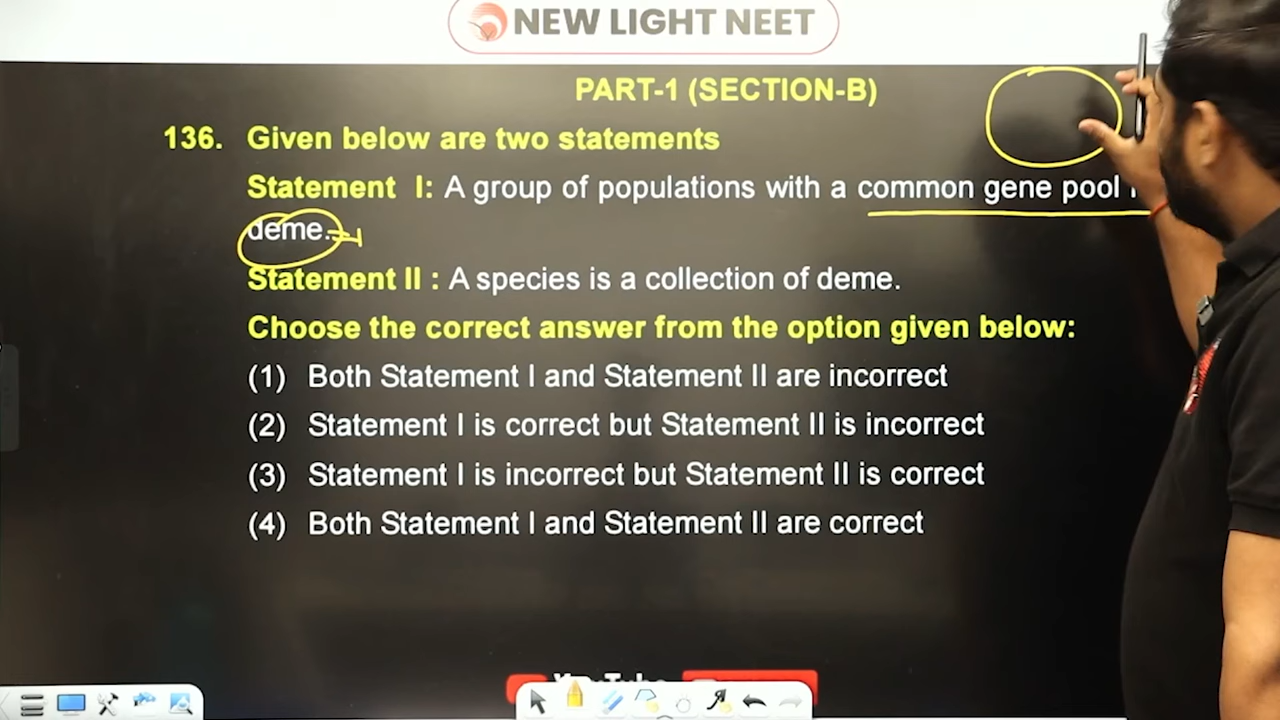 NEW LIGHT NEET
PART-1 (SECTION-B)
136. Given below are two statements
Statement I: A group of populations with a common gene pool
deme.
Statement II : A species is a collection of deme.
Choose the correct answer from the option given below:
(1) Both Statement I and Statement II are incorrect
(2) Statement I is correct but Statement II is incorrect
(3) Statement I is incorrect but Statement II is correct
(4) Both Statement I and Statement II are correct